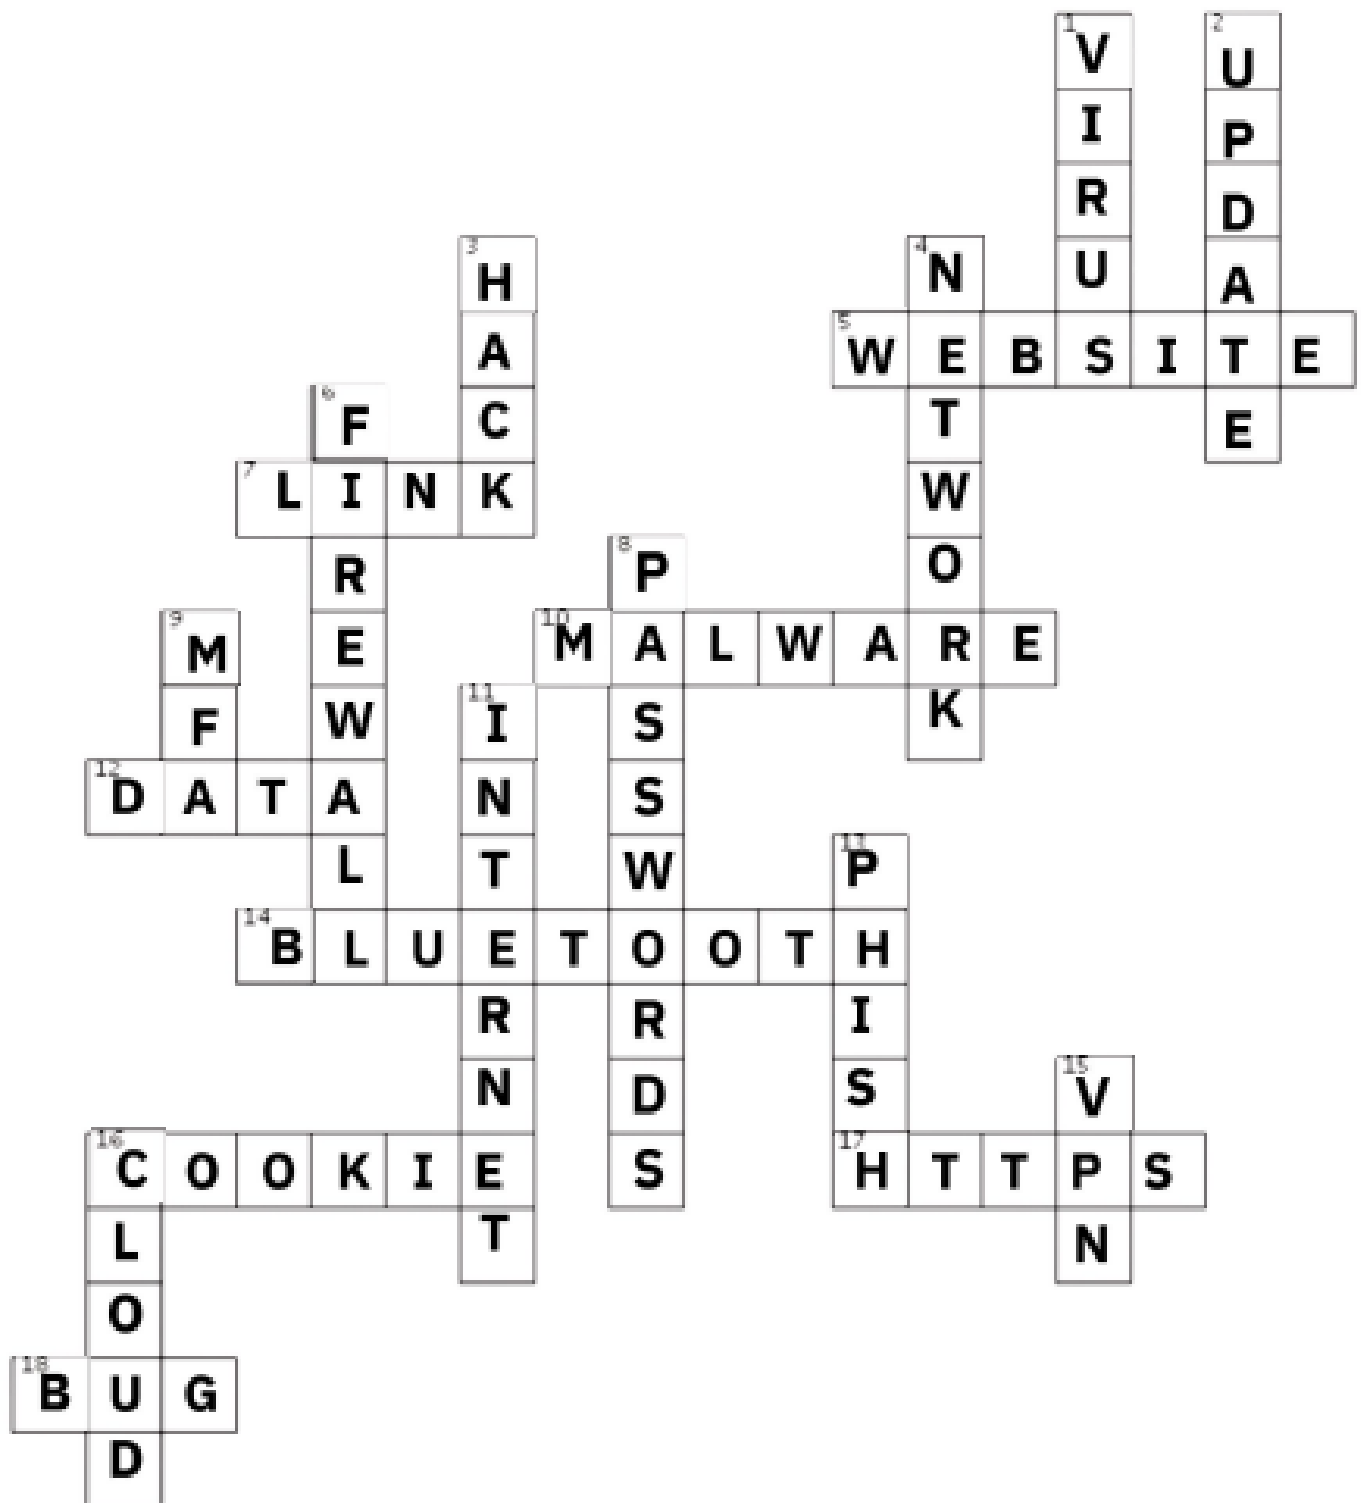 1 2
V U
I P
R D
3 4
H N U A
5
A W E B S I T E
6
F C T E
7
L I N K W
8
R P O
9 10
M E M A L W A R E
11
F W I S K
12
D A T A N S
13
L T W P
14
B L U E T O O T H
R R I
15
N D S V
16 17
C O O K I E S H T T P S
L T N
O
18
B U G
D